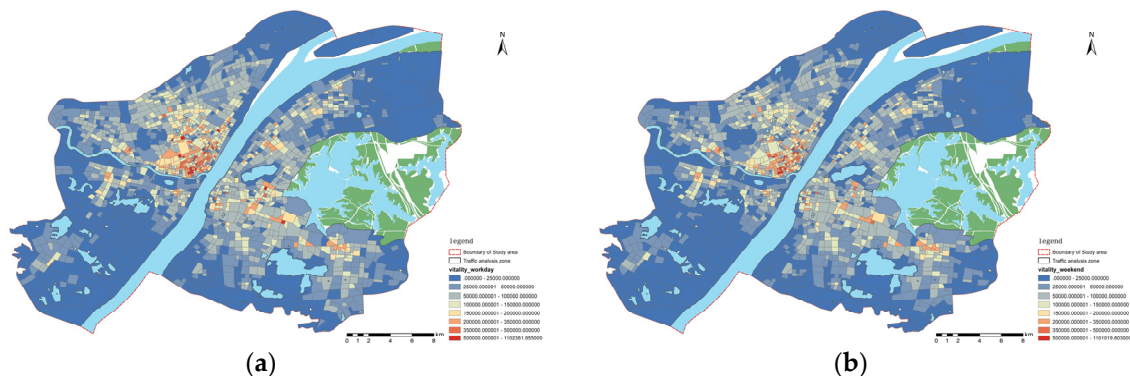 N
legend
Boundary of Study area
Traffic analysis zone
vitality_workday
.000000 - 25000.000000
25000.000001 - 50000.000000
50000.000001 - 100000.000000
100000.000001 - 150000.000000
150000.000001 - 200000.000000
200000.000001 - 350000.000000
350000.000001 - 500000.000000
500000.000001 - 1102361.955000
0 1 2 4 6 8 km
(a)
N
legend
Boundary of Study area
Traffic analysis zone
vitality_weekend
.000000 - 25000.000000
25000.000001 - 50000.000000
50000.000001 - 100000.000000
100000.000001 - 150000.000000
150000.000001 - 200000.000000
200000.000001 - 350000.000000
350000.000001 - 500000.000000
0 1 2 4 6 8 km
(b)